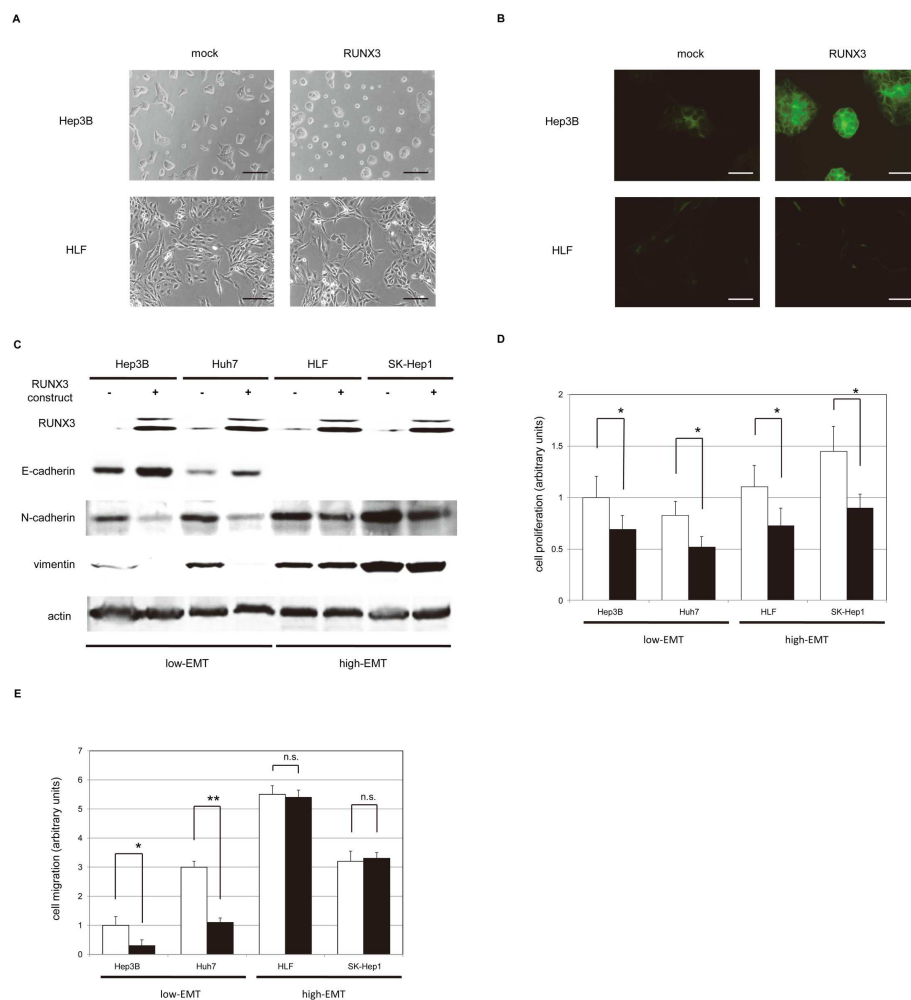 A
mock RUNX3
Hep3B
HLF
B
mock RUNX3
Hep3B
HLF
C
Hep3B Huh7 HLF SK-Hep1
RUNX3
construct
- + - + - + - +
RUNX3
E-cadherin
N-cadherin
vimentin
actin
low-EMT high-EMT
D
cell proliferation (arbitrary units)
2
1.5
1
0.5
0
* * * *
Hep3B Huh7 HLF SK-Hep1
low-EMT high-EMT
E
cell migration (arbitrary units)
7
6
5
4
3
2
1
0
* ** n.s. n.s.
Hep3B Huh7 HLF SK-Hep1
low-EMT high-EMT